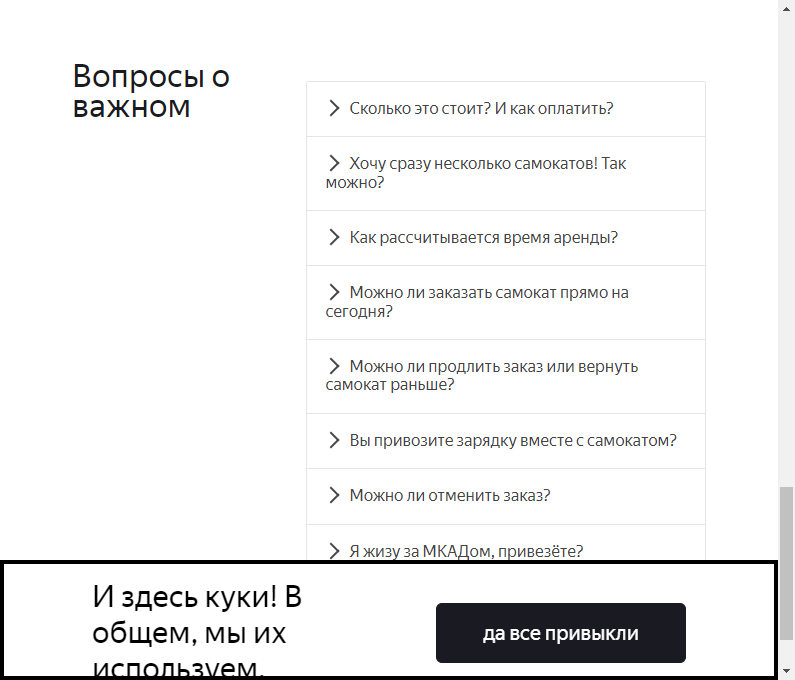 Вопросы о
важном
Сколько это стоит? И как оплатить?
Хочу сразу несколько самокатов! Так
можно?
Как рассчитывается время аренды?
Можно ли заказать самокат прямо на
сегодня?
Можно ли продлить заказ или вернуть
самокат раньше?
Вы привозите зарядку вместе с самокатом?
Можно ли отменить заказ?
Я жизу за МКАДом, привезёте?
И здесь куки! В
общем, мы их
используем.
да все привыкли